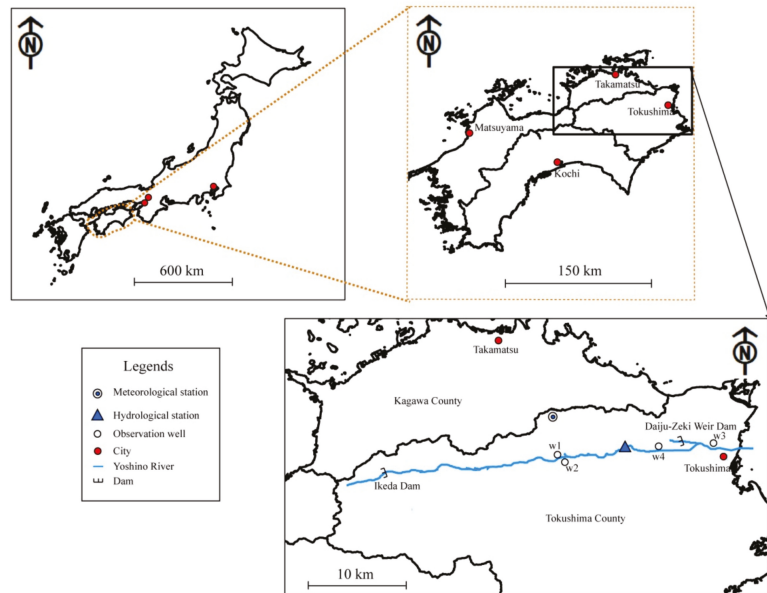 N
600 km
N
Takamatsu
Tokushima
Matsuyama
Kochi
150 km
Legends
Meteorological station
Hydrological station
Observation well
City
Yoshino River
Dam
N
Takamatsu
Kagawa County
Daiju-Zeki Weir Dam
w1
w2
w4
w3
Tokushima
Ikeda Dam
Tokushima County
10 km